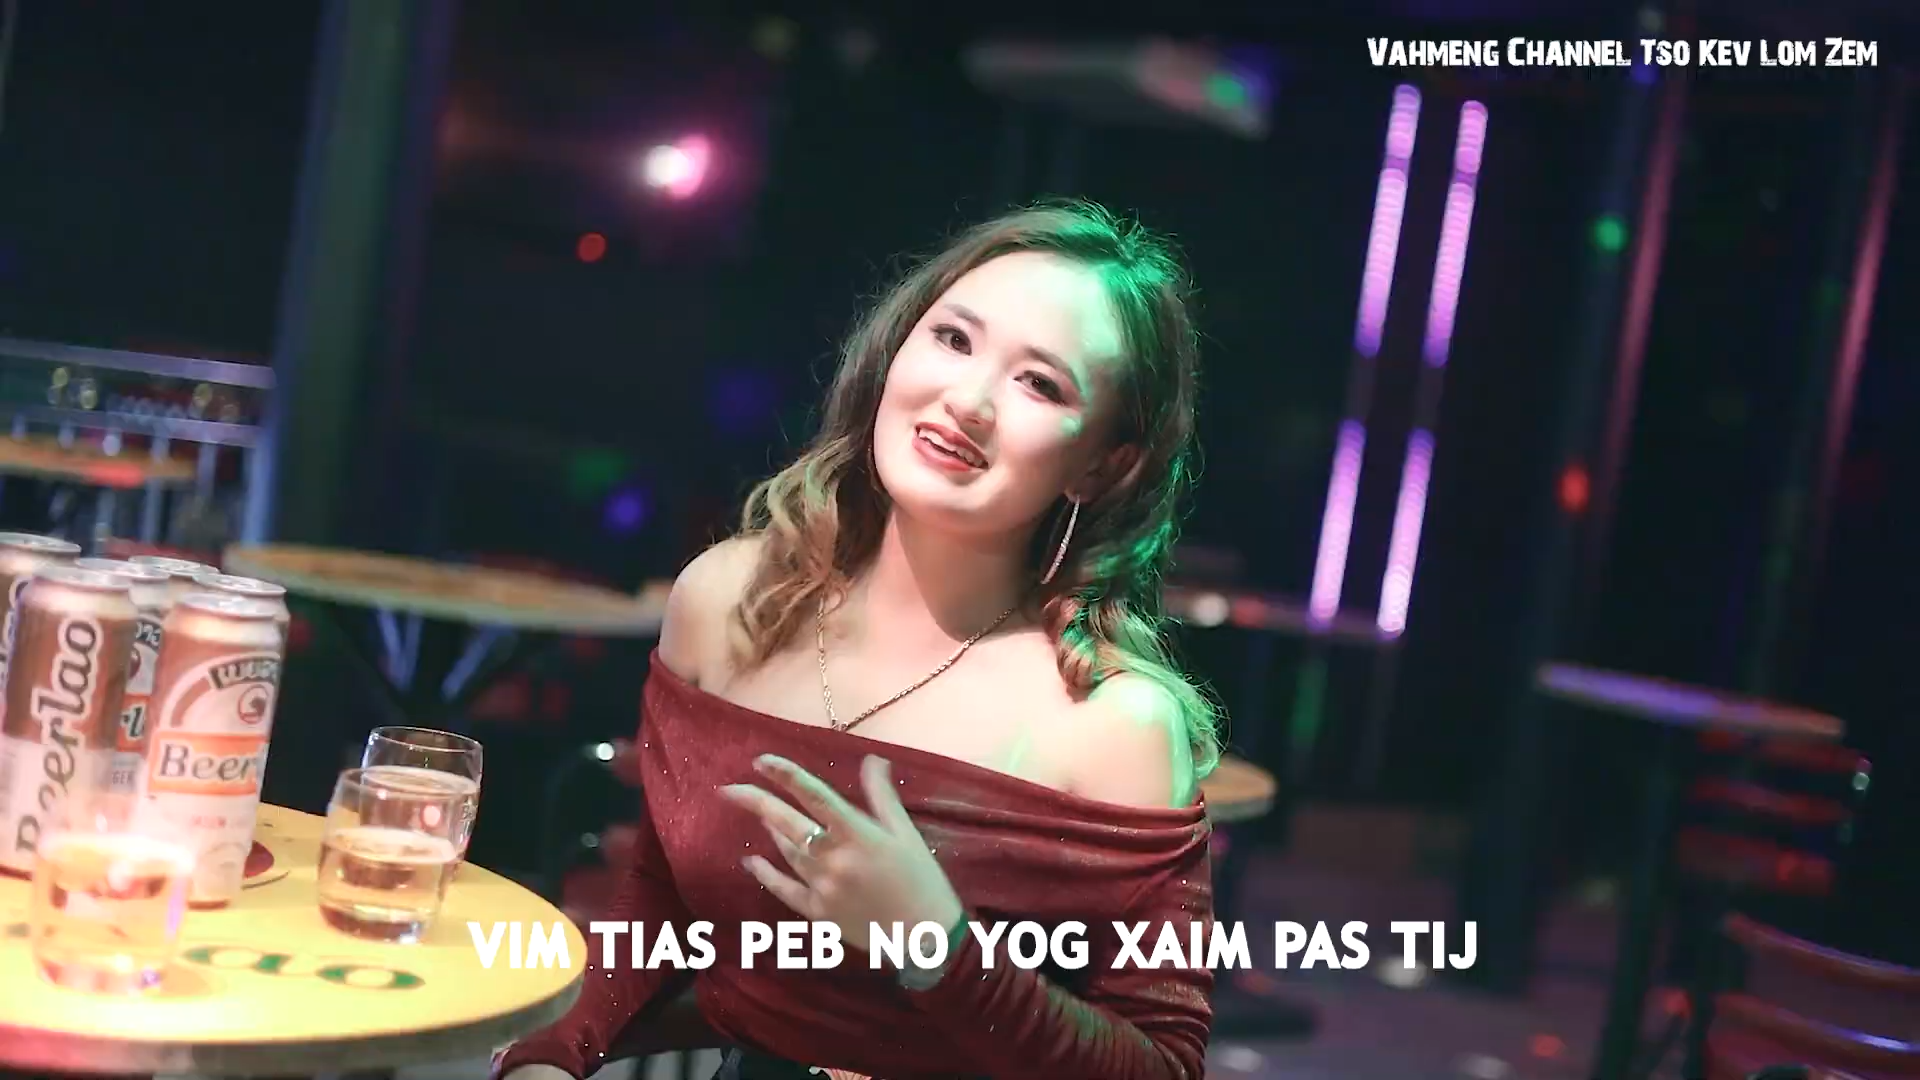 VAHMENG CHANNEL TSO KEV LOM ZEM
Beerlao
Beer
VIM TIAS PEB NO YOG XAIM PAS TIJ